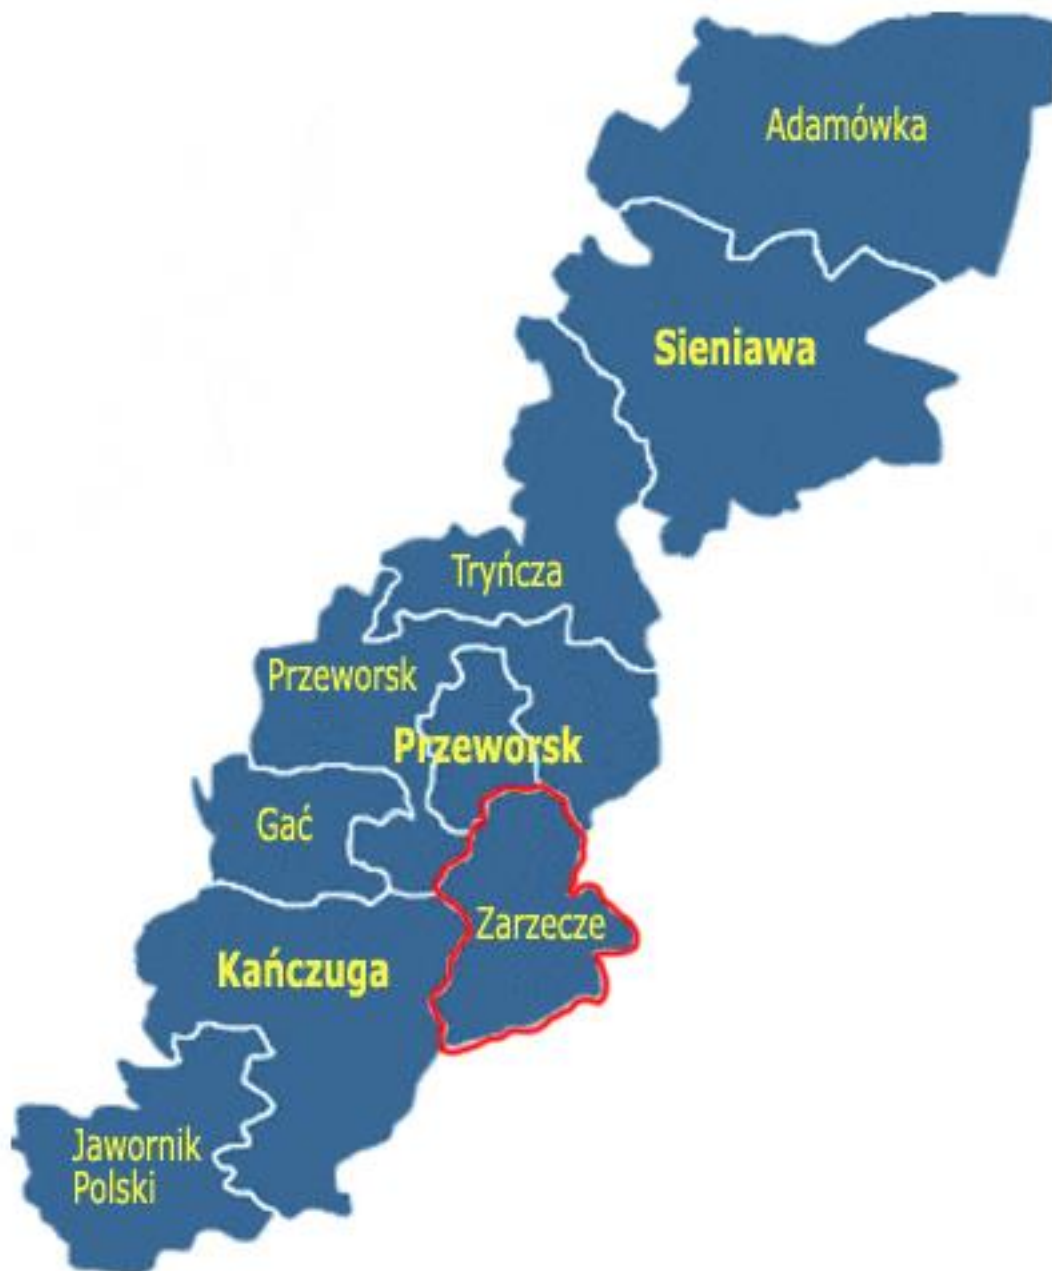 Adamówka
Sieniawa
Tryńcza
Przeworsk
Przeworsk
Gać
Zarzecze
Kańczuga
Jawornik
Polski